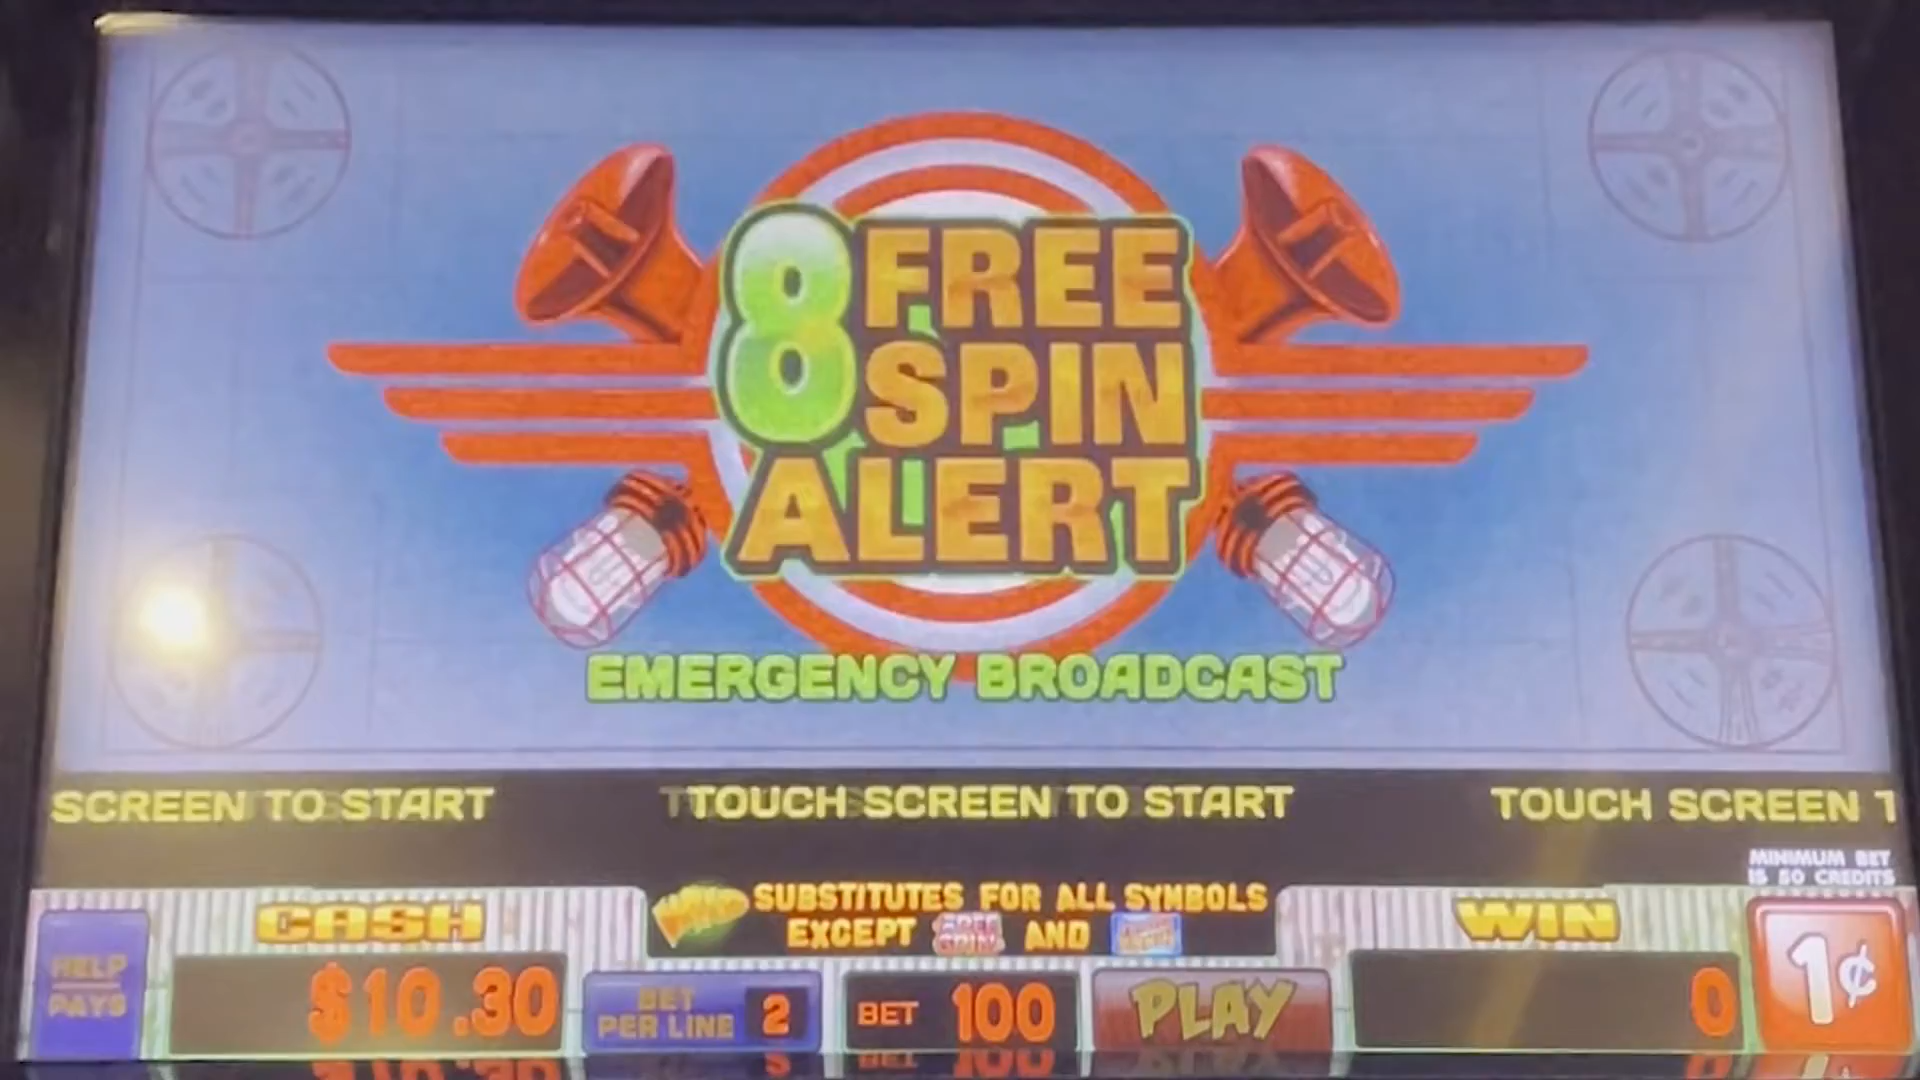 8 FREE
SPIN
ALERT
EMERGENCY BROADCAST
SCREEN TO START TOUCH SCREEN TO START TOUCH SCREEN T
MINIMUM BET
IS 50 CREDITS
SUBSTITUTES FOR ALL SYMBOLS
EXCEPT FREE SPIN AND
HELP
PAYS
CASH
$10.30
BET
PER LINE 2
BET 100
PLAY
WIN
0
1¢